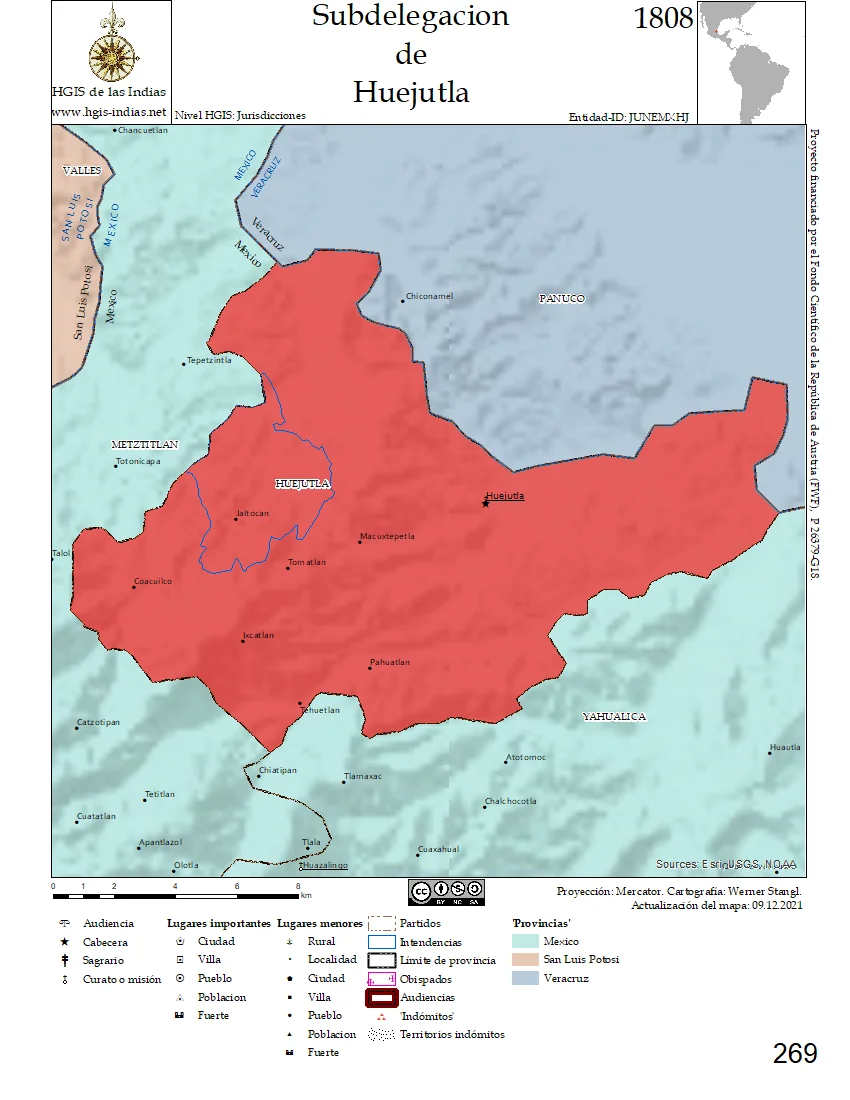 Subdelegacion
de
Huejutla
1808
HGIS de las Indias
www.hgis-indias.net
Nivel HGIS: Jurisdicciones
Entidad-ID: JUNEMXHJ
Chancuetlan
VALLES
SAN LUIS
POTOSI
MEXICO
MEXICO
VERACRUZ
Veracruz
Mexico
San Luis Potosi
Mexico
Chiconamel
PANUCO
Tepetzintla
METZTITLAN
Totonicapa
HUEJUTLA
Huejutla
Jaltocan
Macuxtepetla
Talol
Tomatlan
Coacuilco
Ixcatlan
Pahuatlan
Tehuetlan
YAHUALICA
Catzotipan
Huautla
Atotomoc
Chiatipan
Tlamaxac
Tetitlan
Chalchocotla
Cuatatlan
Apantlazol
Tlala
Cuaxahual
Olotla
Huazalingo
Sources: Esri, USGS, NOAA
Proyecto financiado por el Fondo Científico de la República de Austria (FWF), P 26379-G18.
0 1 2 4 6 8
km
CC BY NC SA
Proyección: Mercator. Cartografía: Werner Stangl.
Actualización del mapa: 09.12.2021
Audiencia
Cabecera
Sagrario
Curato o misión
Lugares importantes
Ciudad
Villa
Pueblo
Poblacion
Fuerte
Lugares menores
Rural
Localidad
Ciudad
Villa
Pueblo
Poblacion
Fuerte
Partidos
Intendencias
Límite de provincia
Obispados
Audiencias
'Indómitos'
Territorios indómitos
'Provincias'
Mexico
San Luis Potosi
Veracruz
269